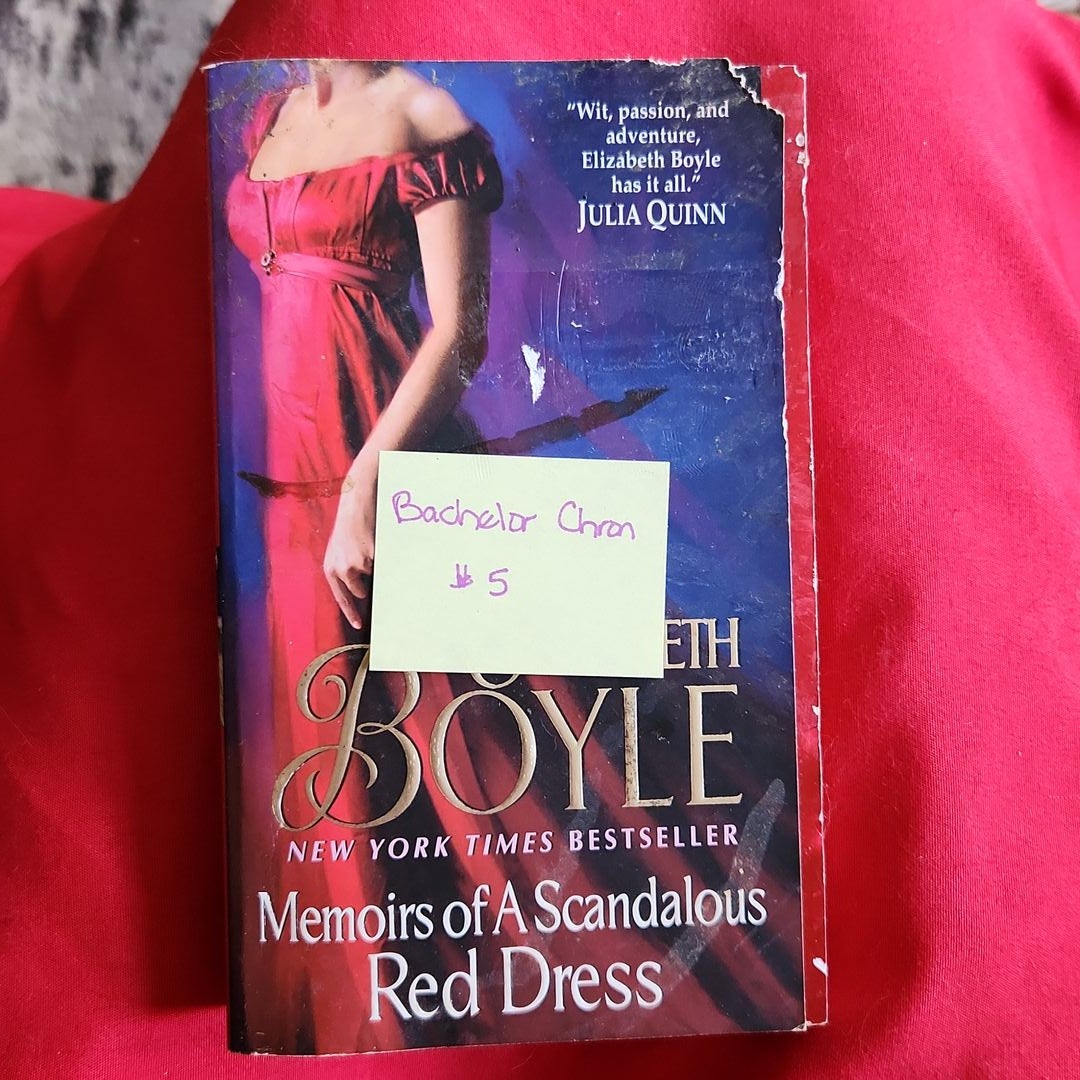 "Wit, passion, and
adventure,
Elizabeth Boyle
has it all."
JULIA QUINN
Bachelor Chron
# 5
ETH
BOYLE
NEW YORK TIMES BESTSELLER
Memoirs of A Scandalous
Red Dress